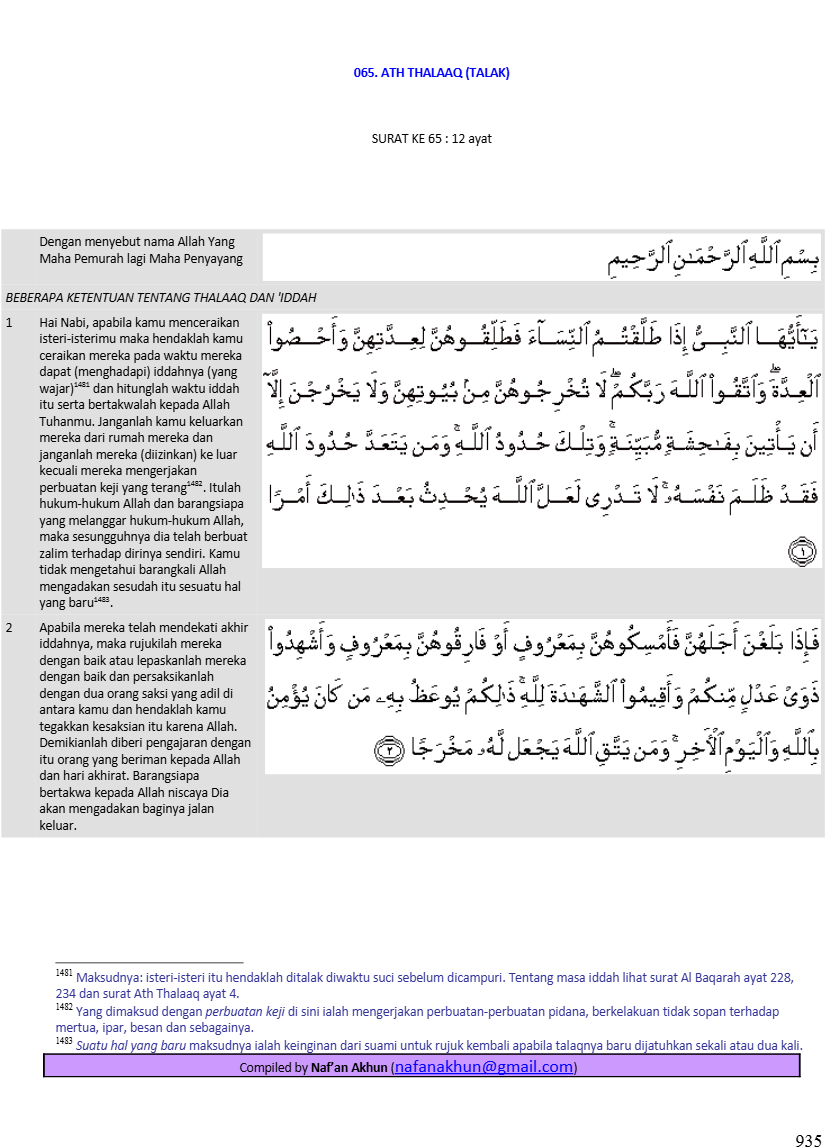 065. ATH THALAAQ (TALAK)
SURAT KE 65 : 12 ayat
Dengan menyebut nama Allah Yang
Maha Pemurah lagi Maha Penyayang
بِسْمِ ٱللَّهِ ٱلرَّحْمَـٰنِ ٱلرَّحِيمِ
BEBERAPA KETENTUAN TENTANG THALAAQ DAN 'IDDAH
1
Hai Nabi, apabila kamu menceraikan
isteri-isterimu maka hendaklah kamu
ceraikan mereka pada waktu mereka
dapat (menghadapi) iddahnya (yang
wajar)1481 dan hitunglah waktu iddah
itu serta bertakwalah kepada Allah
Tuhanmu. Janganlah kamu keluarkan
mereka dari rumah mereka dan
janganlah mereka (diizinkan) ke luar
kecuali mereka mengerjakan
perbuatan keji yang terang1482. Itulah
hukum-hukum Allah dan barangsiapa
yang melanggar hukum-hukum Allah,
maka sesungguhnya dia telah berbuat
zalim terhadap dirinya sendiri. Kamu
tidak mengetahui barangkali Allah
mengadakan sesudah itu sesuatu hal
yang baru1483.
يَـٰٓأَيُّهَا ٱلنَّبِىُّ إِذَا طَلَّقْتُمُ ٱلنِّسَآءَ فَطَلِّقُوهُنَّ لِعِدَّتِهِنَّ وَأَحْصُوا۟
ٱلْعِدَّةَ ۖ وَٱتَّقُوا۟ ٱللَّهَ رَبَّكُمْ ۖ لَا تُخْرِجُوهُنَّ مِنۢ بُيُوتِهِنَّ وَلَا يَخْرُجْنَ إِلَّآ
أَن يَأْتِينَ بِفَـٰحِشَةٍ مُّبَيِّنَةٍ ۚ وَتِلْكَ حُدُودُ ٱللَّهِ ۚ وَمَن يَتَعَدَّ حُدُودَ ٱللَّهِ
فَقَدْ ظَلَمَ نَفْسَهُۥ ۚ لَا تَدْرِى لَعَلَّ ٱللَّهَ يُحْدِثُ بَعْدَ ذَٰلِكَ أَمْرًا
١
2
Apabila mereka telah mendekati akhir
iddahnya, maka rujukilah mereka
dengan baik atau lepaskanlah mereka
dengan baik dan persaksikanlah
dengan dua orang saksi yang adil di
antara kamu dan hendaklah kamu
tegakkan kesaksian itu karena Allah.
Demikianlah diberi pengajaran dengan
itu orang yang beriman kepada Allah
dan hari akhirat. Barangsiapa
bertakwa kepada Allah niscaya Dia
akan mengadakan baginya jalan
keluar.
فَإِذَا بَلَغْنَ أَجَلَهُنَّ فَأَمْسِكُوهُنَّ بِمَعْرُوفٍ أَوْ فَارِقُوهُنَّ بِمَعْرُوفٍ وَأَشْهِدُوا۟
ذَوَىْ عَدْلٍ مِّنكُمْ وَأَقِيمُوا۟ ٱلشَّهَـٰدَةَ لِلَّهِ ۚ ذَٰلِكُمْ يُوعَظُ بِهِۦ مَن كَانَ يُؤْمِنُ
بِٱللَّهِ وَٱلْيَوْمِ ٱلْأَخِرِ ۚ وَمَن يَتَّقِ ٱللَّهَ يَجْعَل لَّهُۥ مَخْرَجًا ٢
1481 Maksudnya: isteri-isteri itu hendaklah ditalak diwaktu suci sebelum dicampuri. Tentang masa iddah lihat surat Al Baqarah ayat 228,
234 dan surat Ath Thalaaq ayat 4.
1482 Yang dimaksud dengan perbuatan keji di sini ialah mengerjakan perbuatan-perbuatan pidana, berkelakuan tidak sopan terhadap
mertua, ipar, besan dan sebagainya.
1483 Suatu hal yang baru maksudnya ialah keinginan dari suami untuk rujuk kembali apabila talaqnya baru dijatuhkan sekali atau dua kali.
Compiled by Naf'an Akhun (nafanakhun@gmail.com)
935